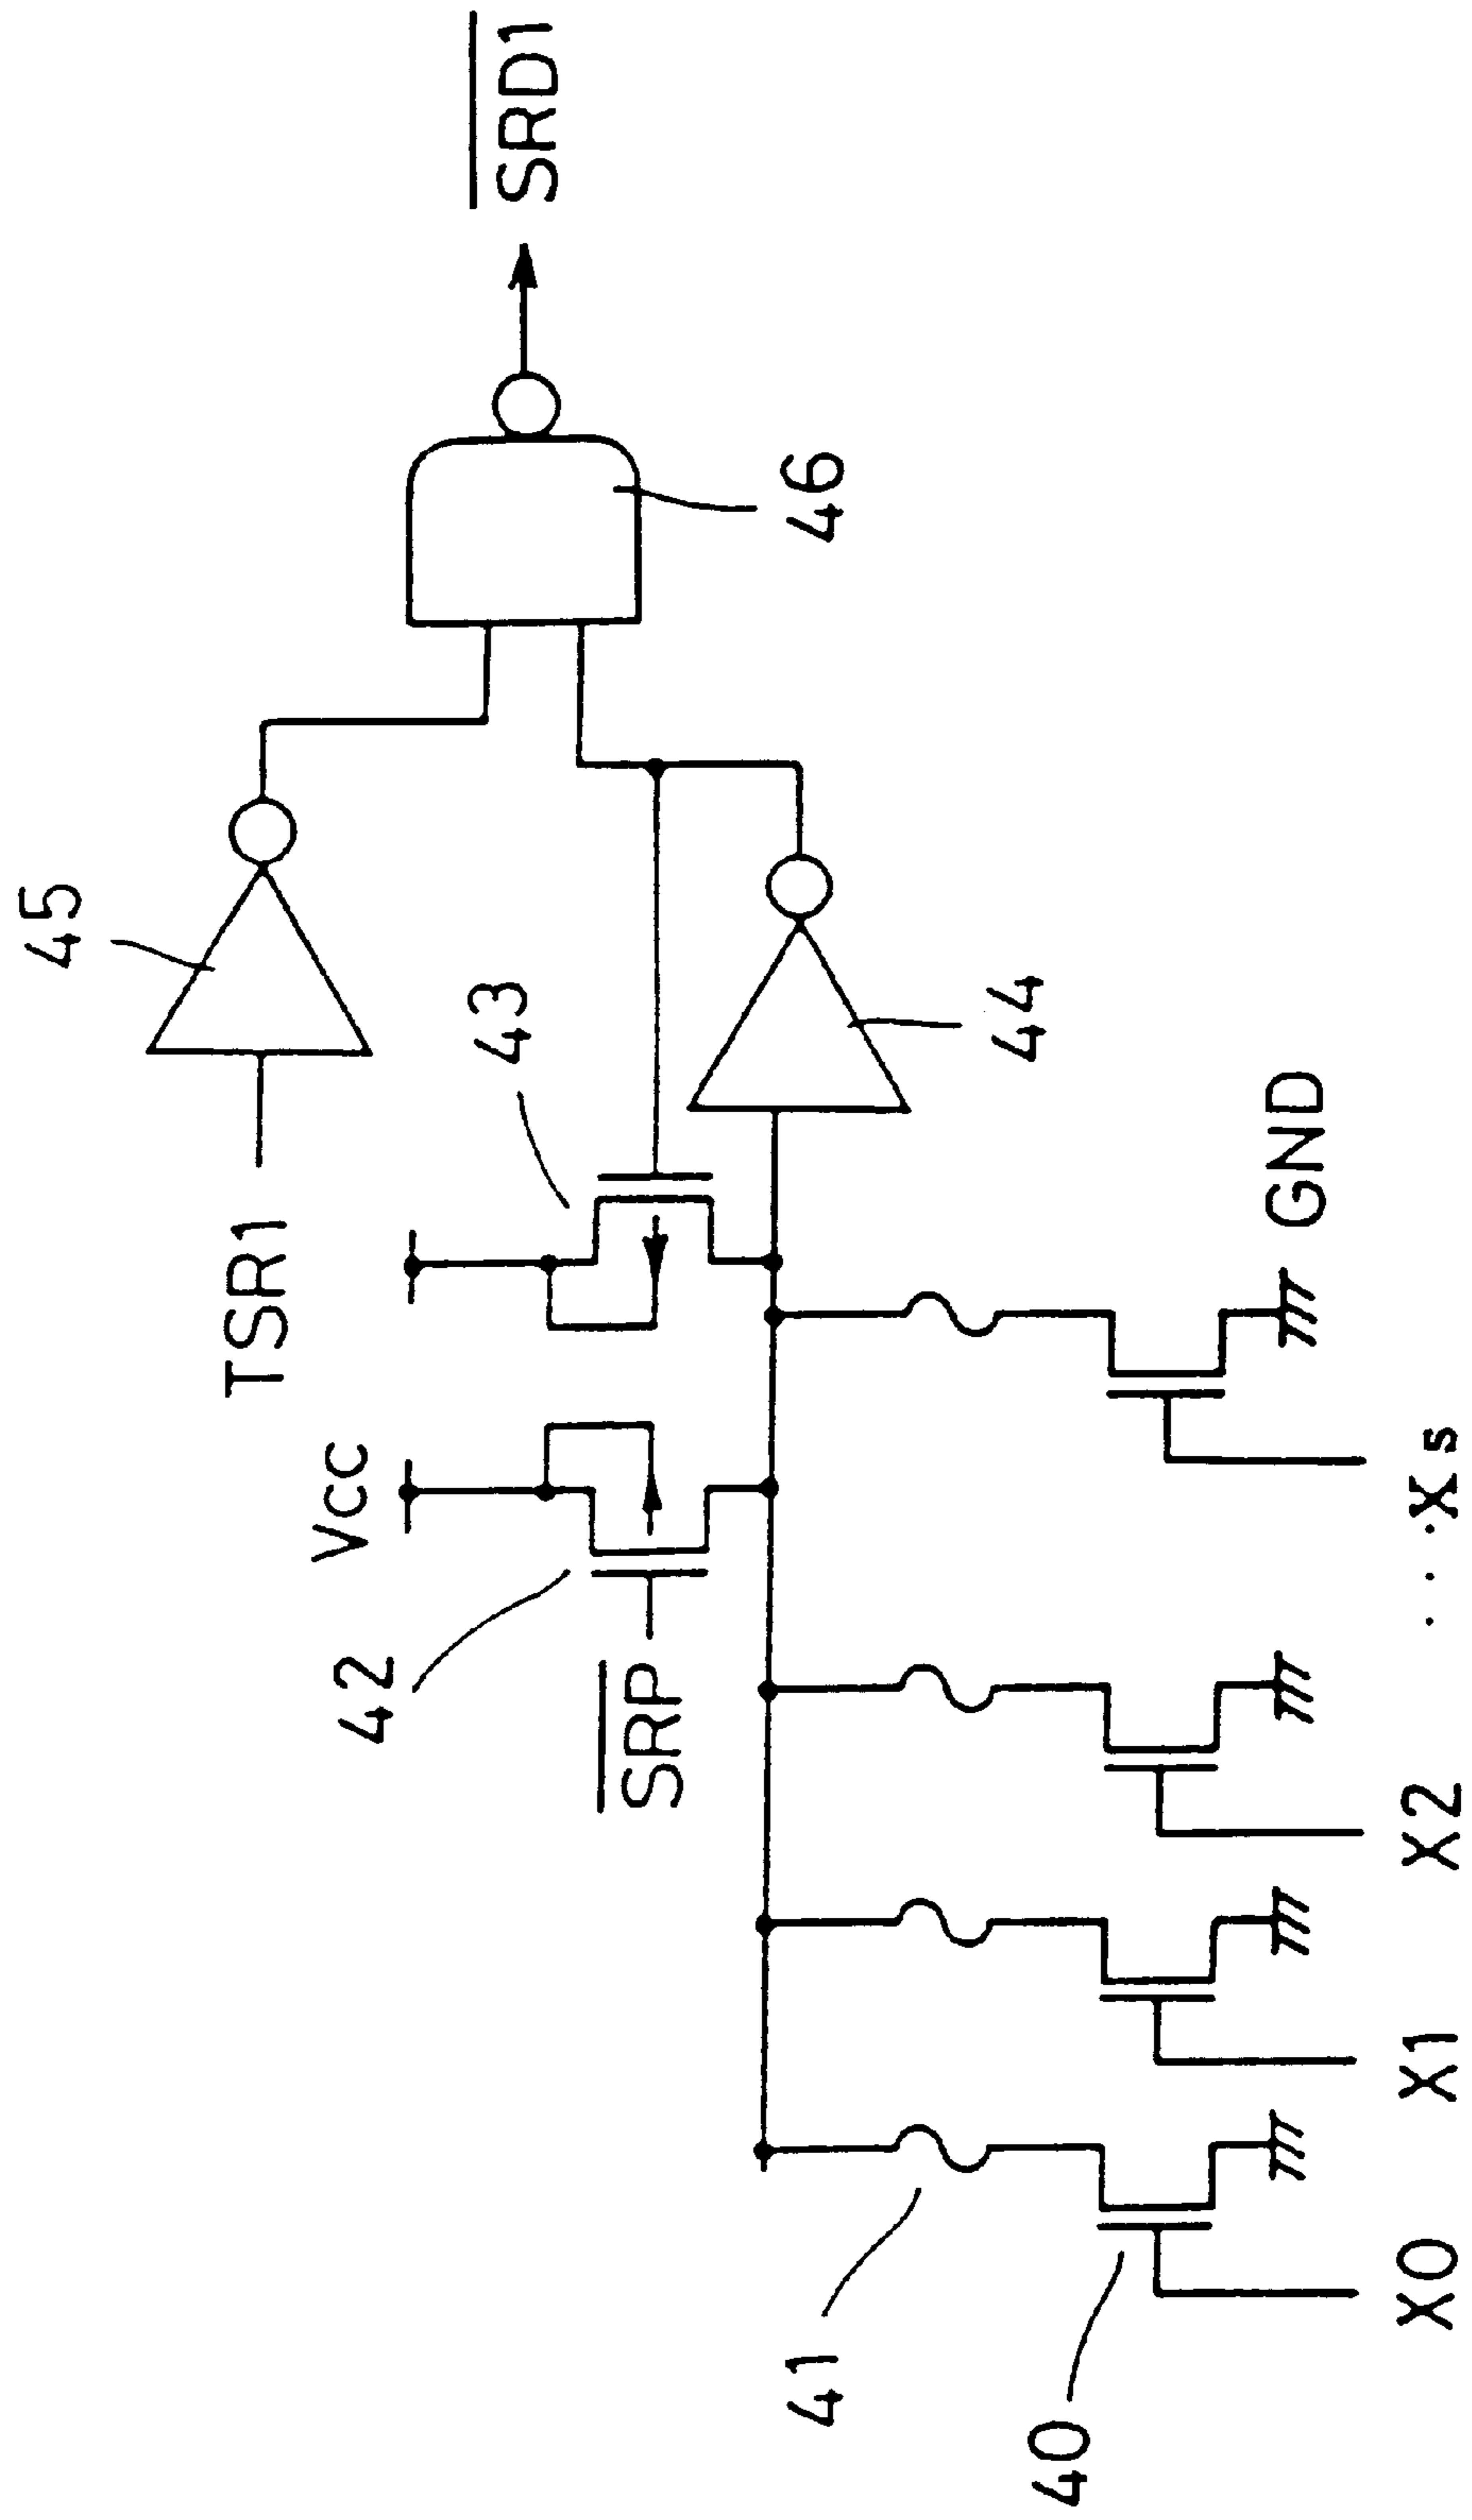 45
TSR1
43
SRD1
Vcc
42
SRP
46
44
41
40
GND
X0 X1 X2 ...Xs